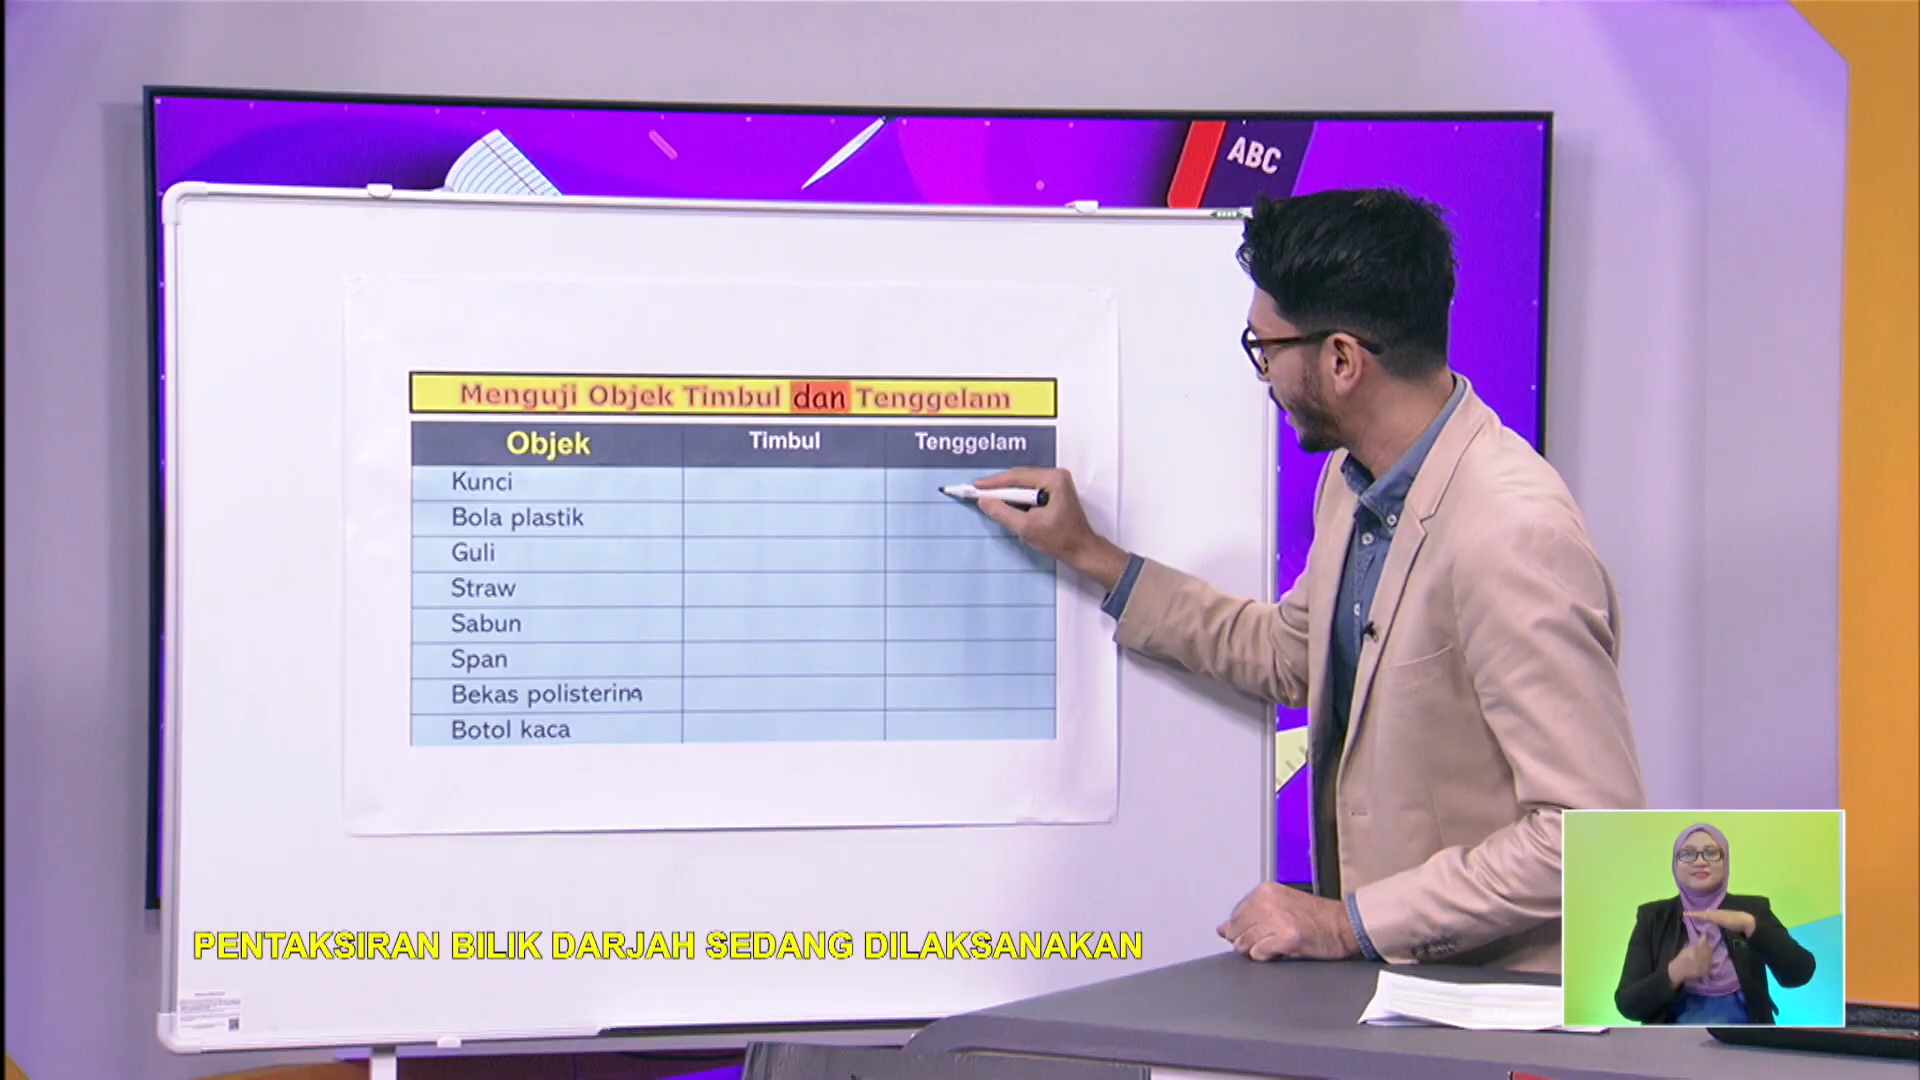 ABC
Menguji Objek Timbul dan Tenggelam
Objek Timbul Tenggelam
Kunci
Bola plastik
Guli
Straw
Sabun
Span
Bekas polisterina
Botol kaca
PENTAKSIRAN BILIK DARJAH SEDANG DILAKSANAKAN